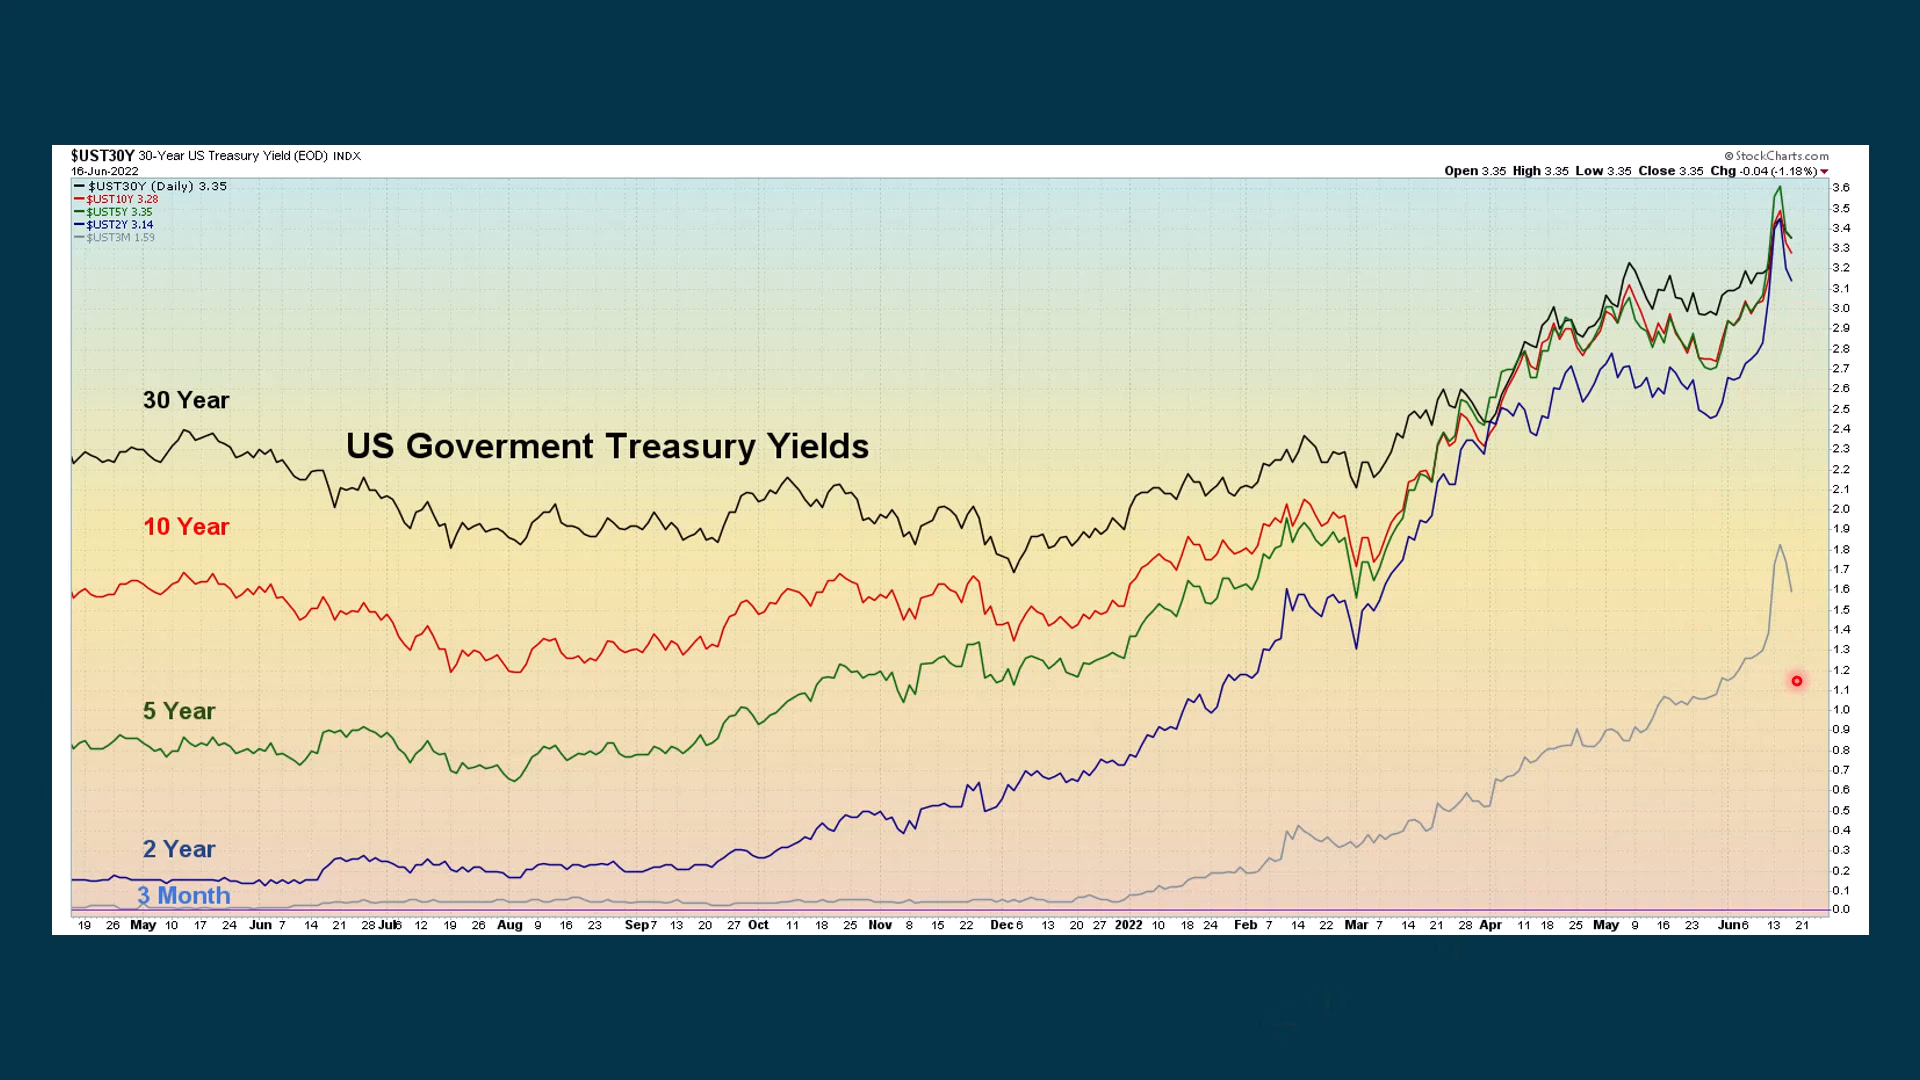 $UST30Y 30-Year US Treasury Yield (EOD) INDX
© StockCharts.com
16-Jun-2022
Open 3.35 High 3.35 Low 3.35 Close 3.35 Chg -0.04 (-1.18%)
$UST30Y (Daily) 3.35
$UST10Y 3.28
$UST5Y 3.35
$UST2Y 3.14
$UST3M 1.59
30 Year
US Goverment Treasury Yields
10 Year
5 Year
2 Year
3 Month
3.6
3.5
3.4
3.3
3.2
3.1
3.0
2.9
2.8
2.7
2.6
2.5
2.4
2.3
2.2
2.1
2.0
1.9
1.8
1.7
1.6
1.5
1.4
1.3
1.2
1.1
1.0
0.9
0.8
0.7
0.6
0.5
0.4
0.3
0.2
0.1
0.0
19 26 May 10 17 24 Jun 7 14 21 28 Jul 6 12 19 26 Aug 9 16 23 Sep 7 13 20 27 Oct 11 18 25 Nov 8 15 22 Dec 6 13 20 27 2022 10 18 24 Feb 7 14 22 Mar 7 14 21 28 Apr 11 18 25 May 9 16 23 Jun 6 13 21